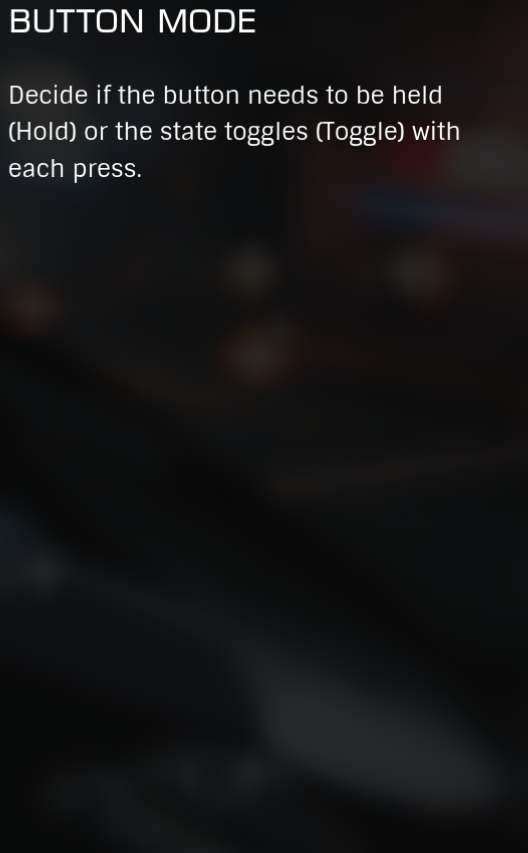 BUTTON MODE
Decide if the button needs to be held
(Hold) or the state toggles (Toggle) with
each press.